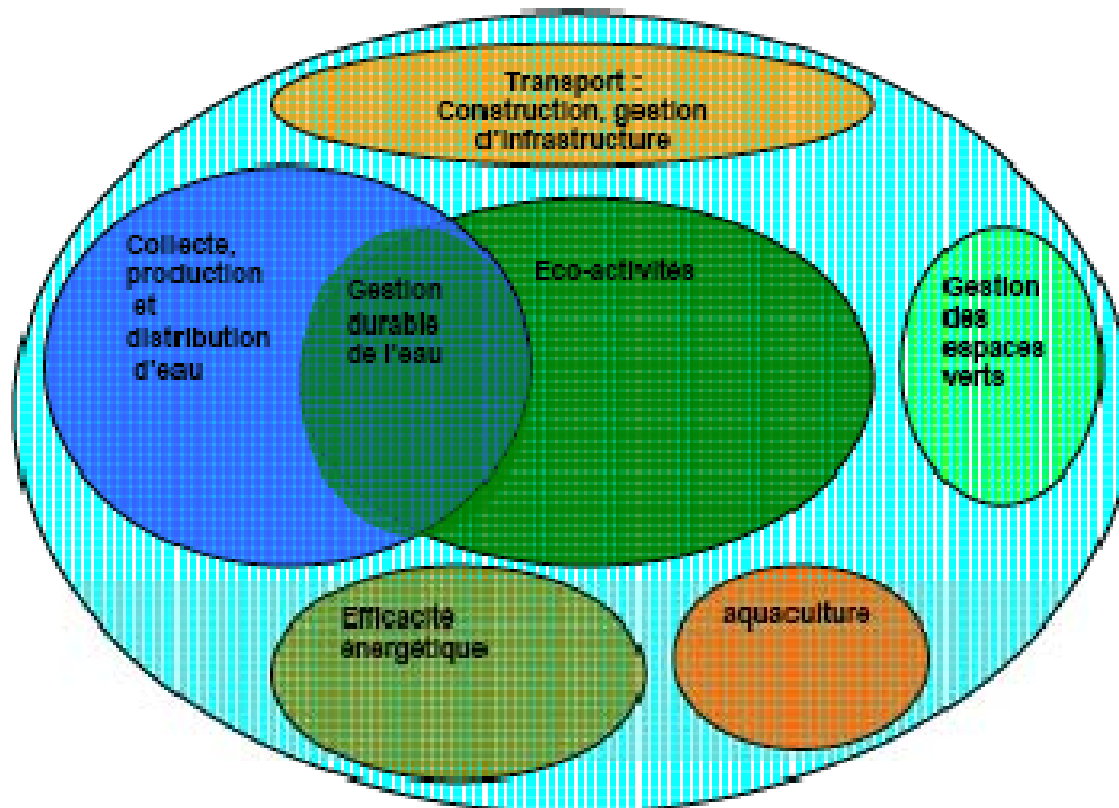 Transport :
Construction, gestion
d'infrastructure
Collecte,
production
et
distribution
d'eau
Gestion
durable
de l'eau
Eco-activités
Gestion
des
espaces
verts
Efficacité
énergétique
aquaculture